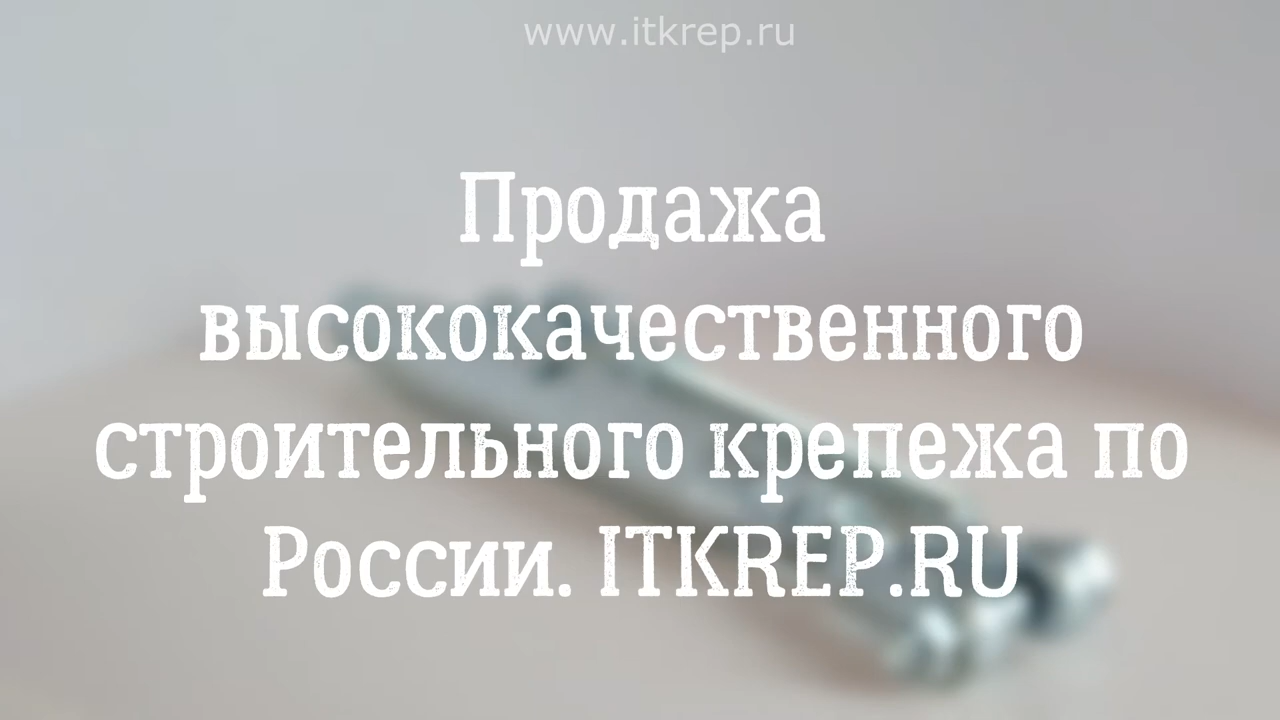 www.itkrep.ru
Продажа
высококачественного
строительного крепежа по
России. ITKREP.RU